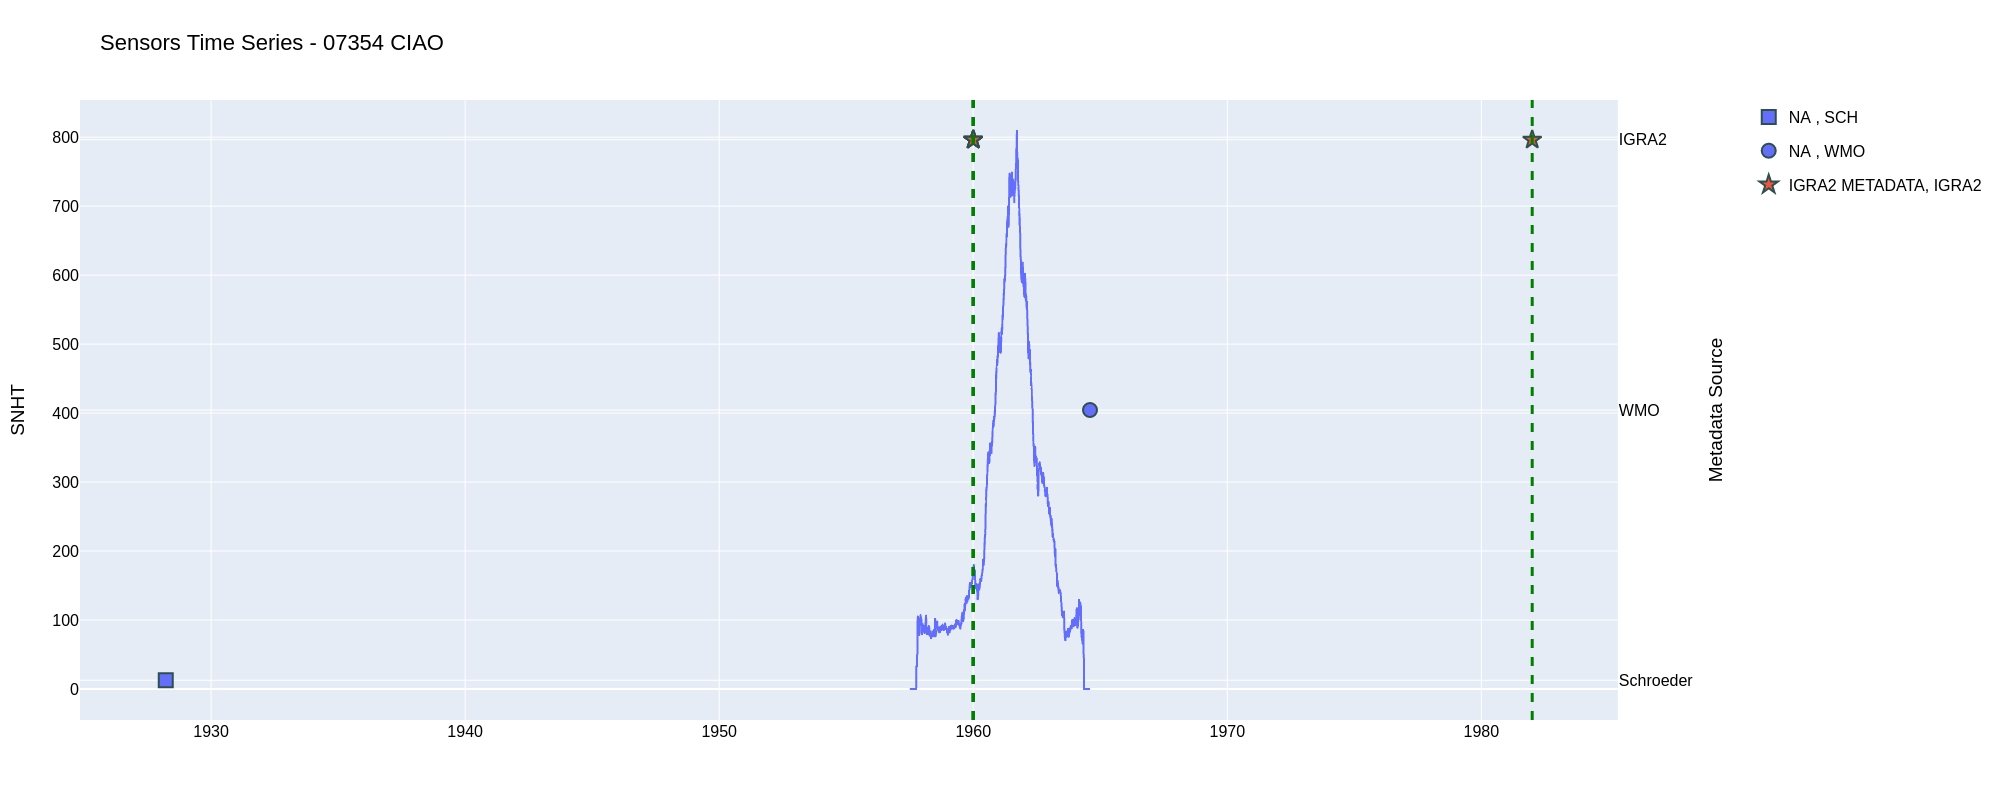 Sensors Time Series - 07354 CIAO
NA , SCH
NA , WMO
IGRA2 METADATA, IGRA2
SNHT
800
700
600
500
400
300
200
100
0
IGRA2
WMO
Schroeder
Metadata Source
1930
1940
1950
1960
1970
1980